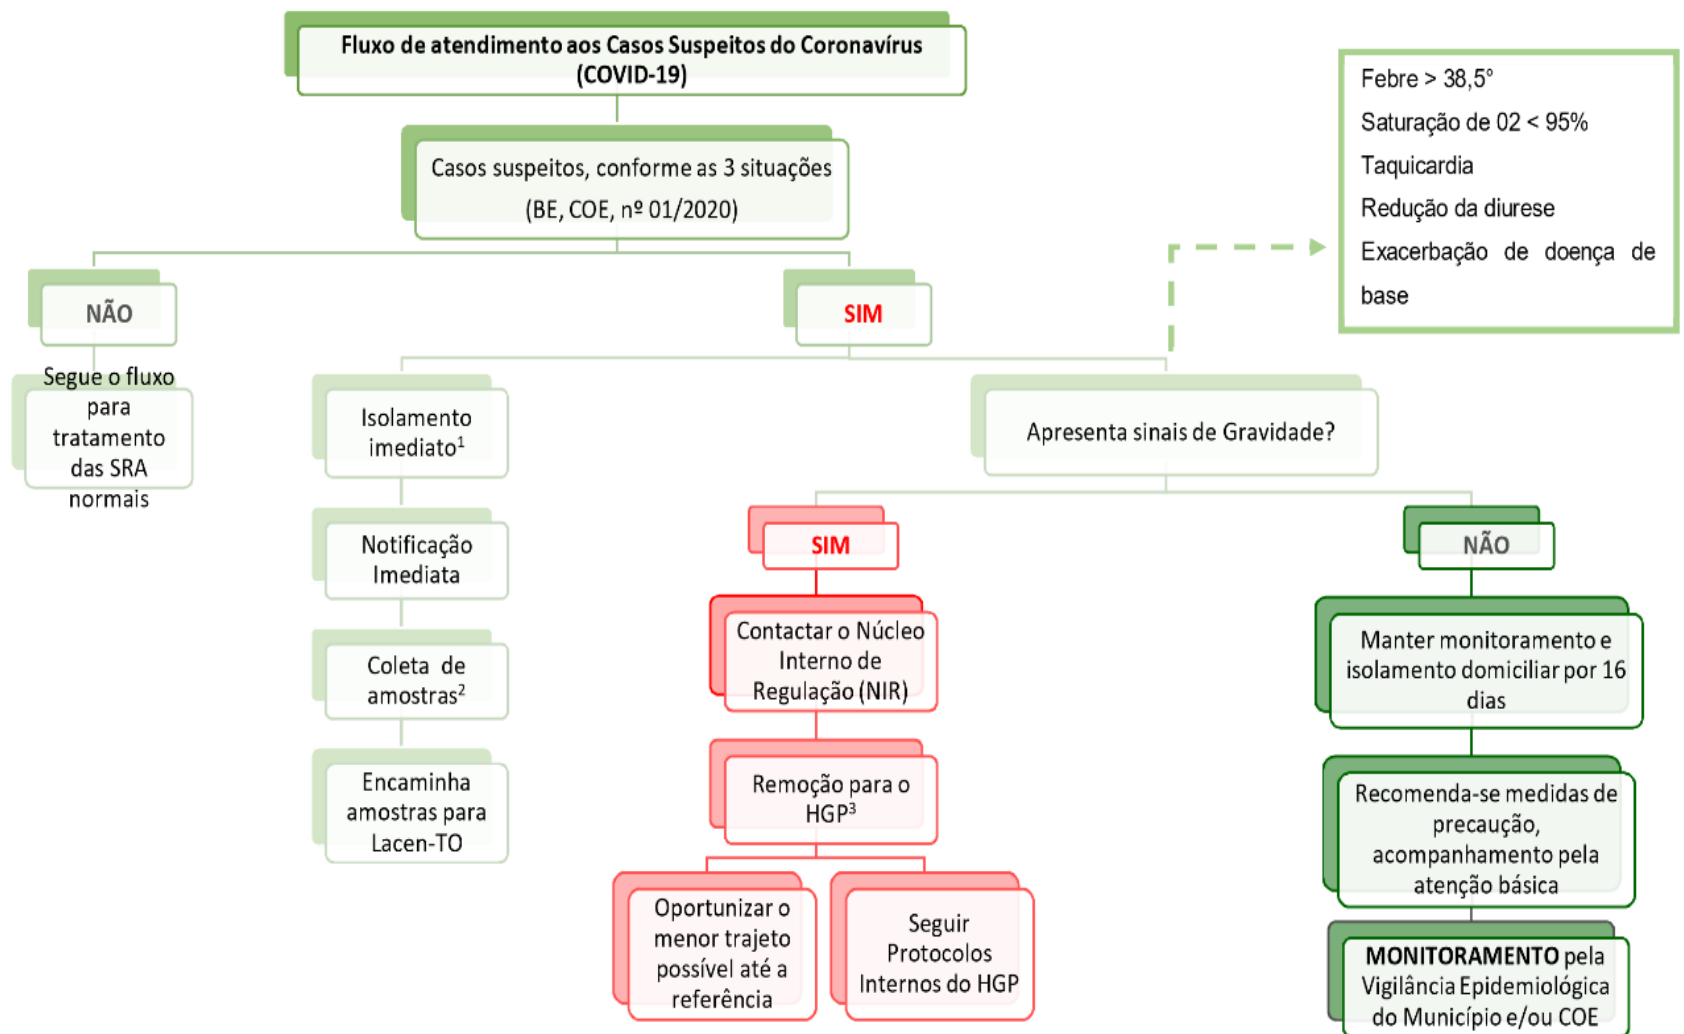 Fluxo de atendimento aos Casos Suspeitos do Coronavírus
(COVID-19)
Febre > 38,5°
Saturação de 02 < 95%
Taquicardia
Redução da diurese
Exacerbação de doença de
base
Casos suspeitos, conforme as 3 situações
(BE, COE, nº 01/2020)
NÃO
SIM
Segue o fluxo
para
tratamento
das SRA
normais
Isolamento
imediato¹
Notificação
Imediata
Coleta de
amostras²
Encaminha
amostras para
Lacen-TO
Apresenta sinais de Gravidade?
SIM
Contactar o Núcleo
Interno de
Regulação (NIR)
Remoção para o
HGP³
Oportunizar o
menor trajeto
possível até a
referência
Seguir
Protocolos
Internos do HGP
NÃO
Manter monitoramento e
isolamento domiciliar por 16
dias
Recomenda-se medidas de
precaução,
acompanhamento pela
atenção básica
MONITORAMENTO pela
Vigilância Epidemiológica
do Município e/ou COE